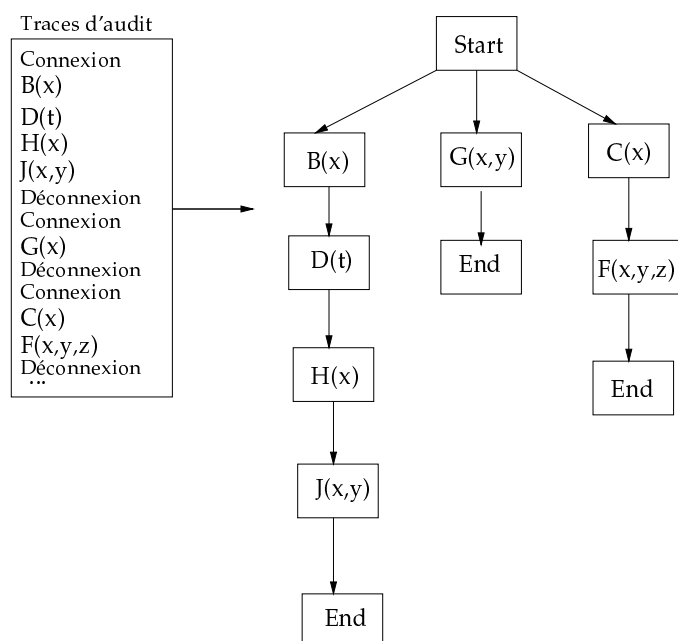 Traces d'audit
Connexion
B(x)
D(t)
H(x)
J(x,y)
Déconnexion
Connexion
G(x)
Déconnexion
Connexion
C(x)
F(x,y,z)
Déconnexion
...
Start
B(x)
G(x,y)
C(x)
D(t)
End
F(x,y,z)
H(x)
End
J(x,y)
End